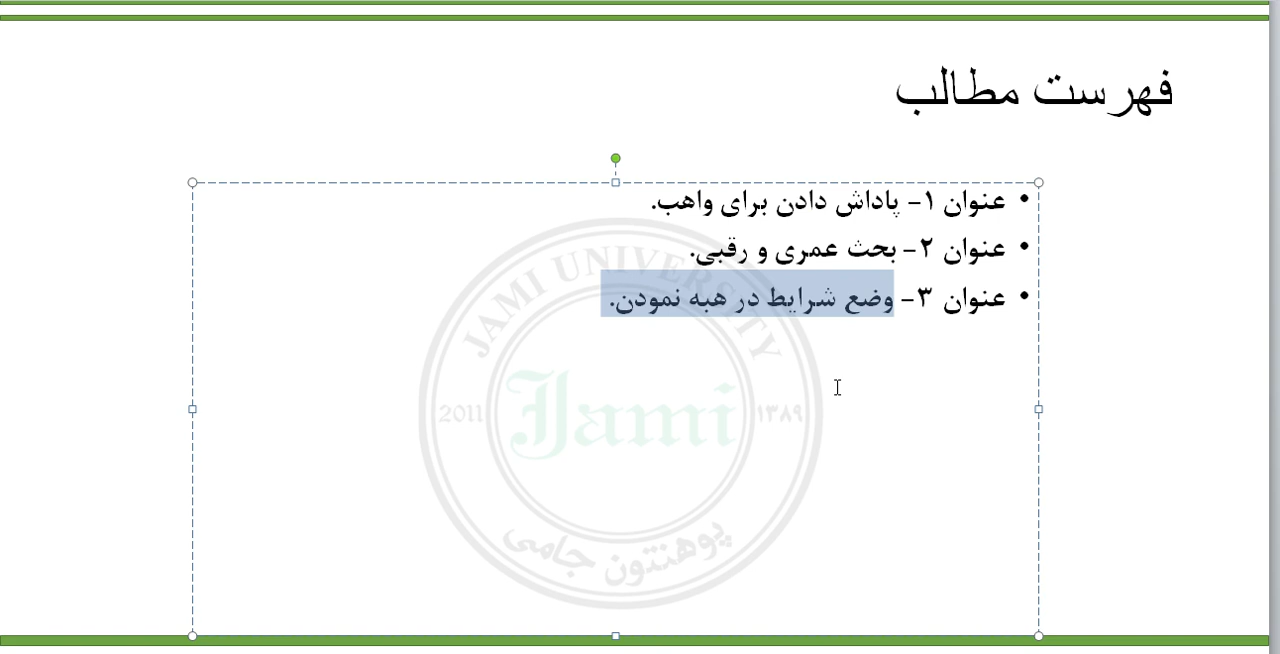 فهرست مطالب
• عنوان ۱- پاداش دادن برای واهب.
• عنوان ۲- بحث عمری و رقبی.
• عنوان ۳- وضع شرایط در هبه نمودن.
JAMI UNIVERSITY
2011 Jami ۱۳۸۹
پوهنتون جامی